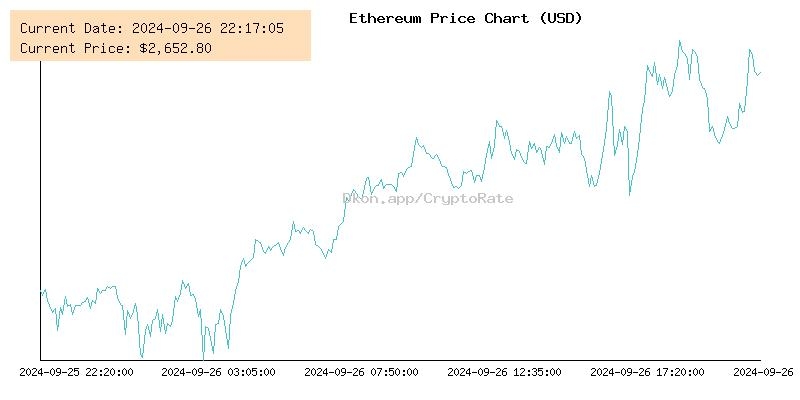 Ethereum Price Chart (USD)
Current Date: 2024-09-26 22:17:05
Current Price: $2,652.80
Dkon.app/CryptoRate
2024-09-25 22:20:00 2024-09-26 03:05:00 2024-09-26 07:50:00 2024-09-26 12:35:00 2024-09-26 17:20:00 2024-09-26